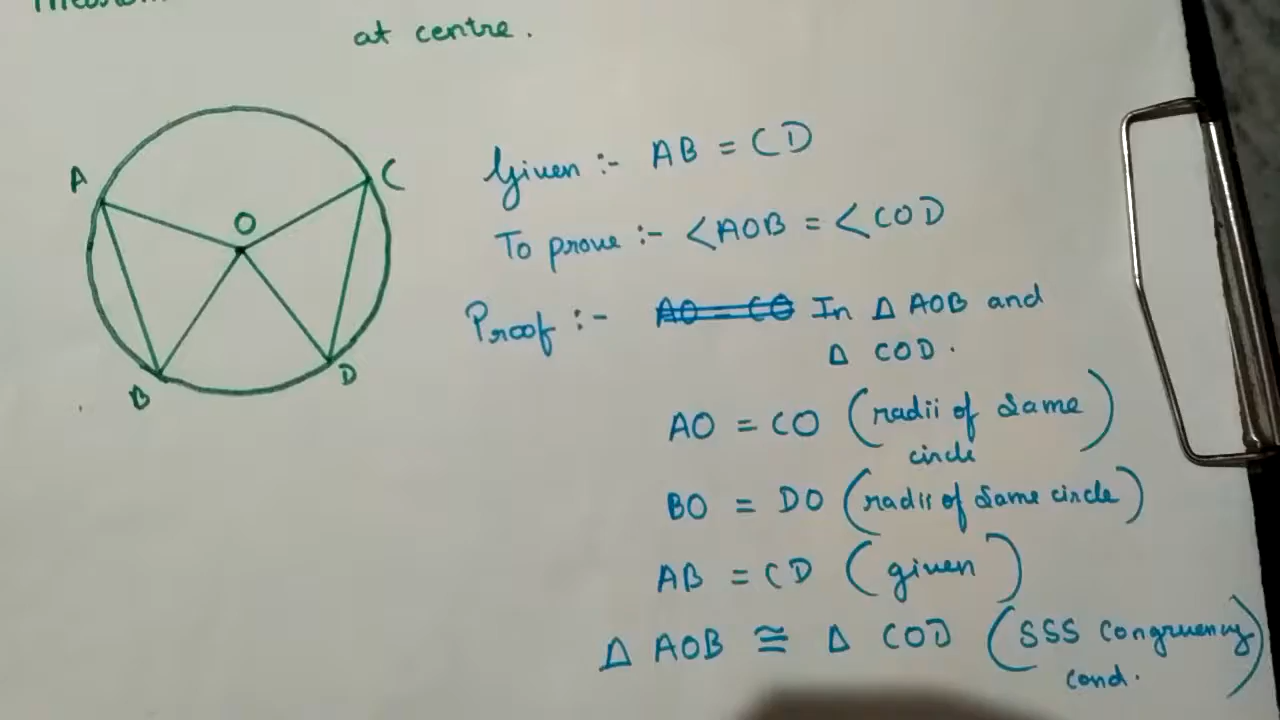 at centre.
A
C
O
B
D
Given :- AB = CD
To prove :- <AOB = <COD
Proof :- AO = CO In Δ AOB and
Δ COD.
AO = CO (radii of same
circle)
BO = DO (radii of same circle)
AB = CD (given)
Δ AOB ≅ Δ COD (SSS congruency
cond.)